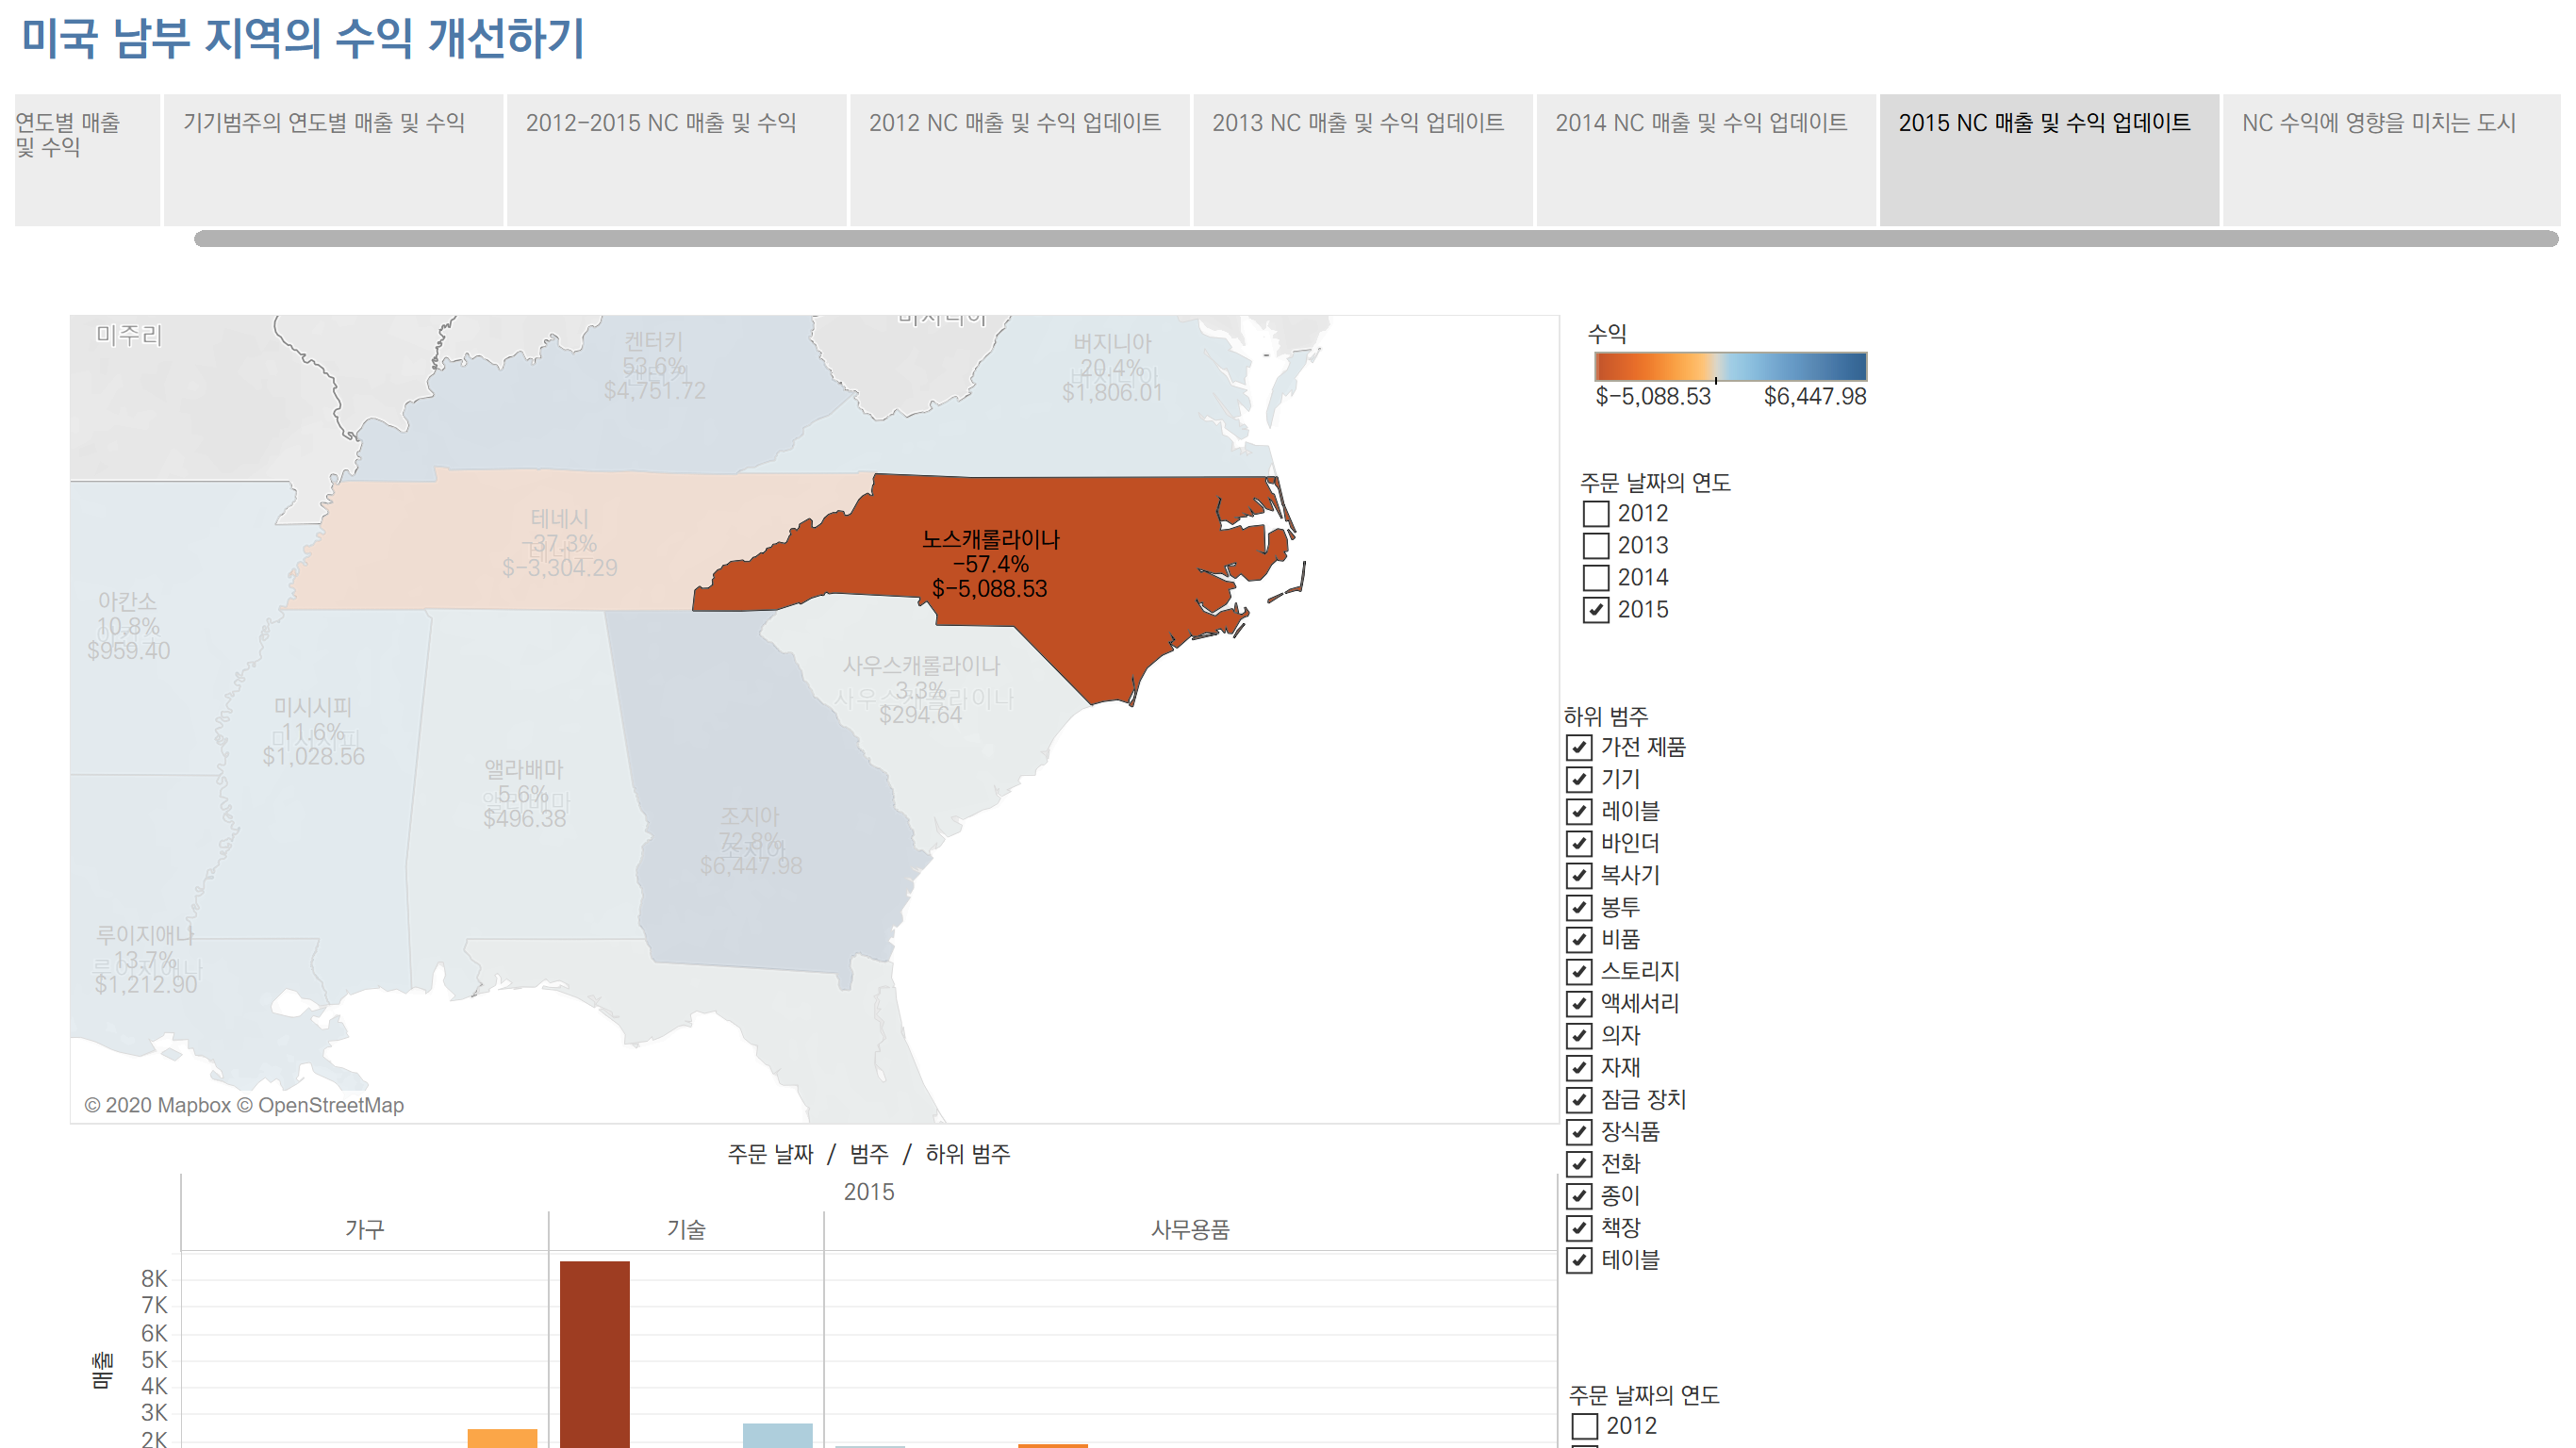 미국 남부 지역의 수익 개선하기
연도별 매출
및 수익
기기범주의 연도별 매출 및 수익
2012-2015 NC 매출 및 수익
2012 NC 매출 및 수익 업데이트
2013 NC 매출 및 수익 업데이트
2014 NC 매출 및 수익 업데이트
2015 NC 매출 및 수익 업데이트
NC 수익에 영향을 미치는 도시
미주리
켄터키
53.6%
$4,751.72
버지니아
20.4%
$1,806.01
테네시
-37.3%
$-3,304.29
노스캐롤라이나
-57.4%
$-5,088.53
아칸소
10.8%
$959.40
사우스캐롤라이나
3.3%
사우스캐롤라이나
$294.64
미시시피
11.6%
$1,028.56
앨라배마
5.6%
$496.38
조지아
72.8%
$6,447.98
루이지애나
13.7%
$1,212.90
© 2020 Mapbox © OpenStreetMap
수익
$-5,088.53
$6,447.98
주문 날짜의 연도
2012
2013
2014
2015
하위 범주
가전 제품
기기
레이블
바인더
복사기
봉투
비품
스토리지
액세서리
의자
자재
잠금 장치
장식품
전화
종이
책장
테이블
주문 날짜 / 범주 / 하위 범주
2015
가구
기술
사무용품
8K
7K
6K
5K
4K
3K
2K
매출
주문 날짜의 연도
2012